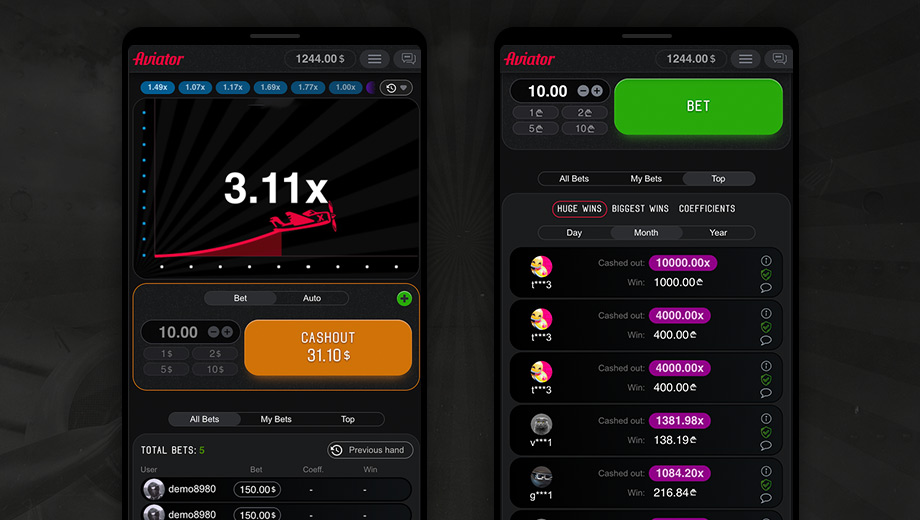 Aviator
1244.00 $
1.49x 1.07x 1.17x 1.69x 1.77x 1.00x
3.11x
Bet Auto
10.00
1 $ 2 $
5 $ 10 $
CASHOUT
31.10 $
All Bets My Bets Top
TOTAL BETS: 5
Previous hand
User Bet Coeff. Win
demo8980 150.00 $ - -
demo8980 150.00 $ - -
Aviator
1244.00 $
10.00
1 ₾ 2 ₾
5 ₾ 10 ₾
BET
All Bets My Bets Top
HUGE WINS BIGGEST WINS COEFFICIENTS
Day Month Year
Cashed out: 10000.00x
t***3
Win: 1000.00 ₾
Cashed out: 4000.00x
t***3
Win: 400.00 ₾
Cashed out: 4000.00x
t***3
Win: 400.00 ₾
Cashed out: 1381.98x
v***1
Win: 138.19 ₾
Cashed out: 1084.20x
g***1
Win: 216.84 ₾
Cashed out: